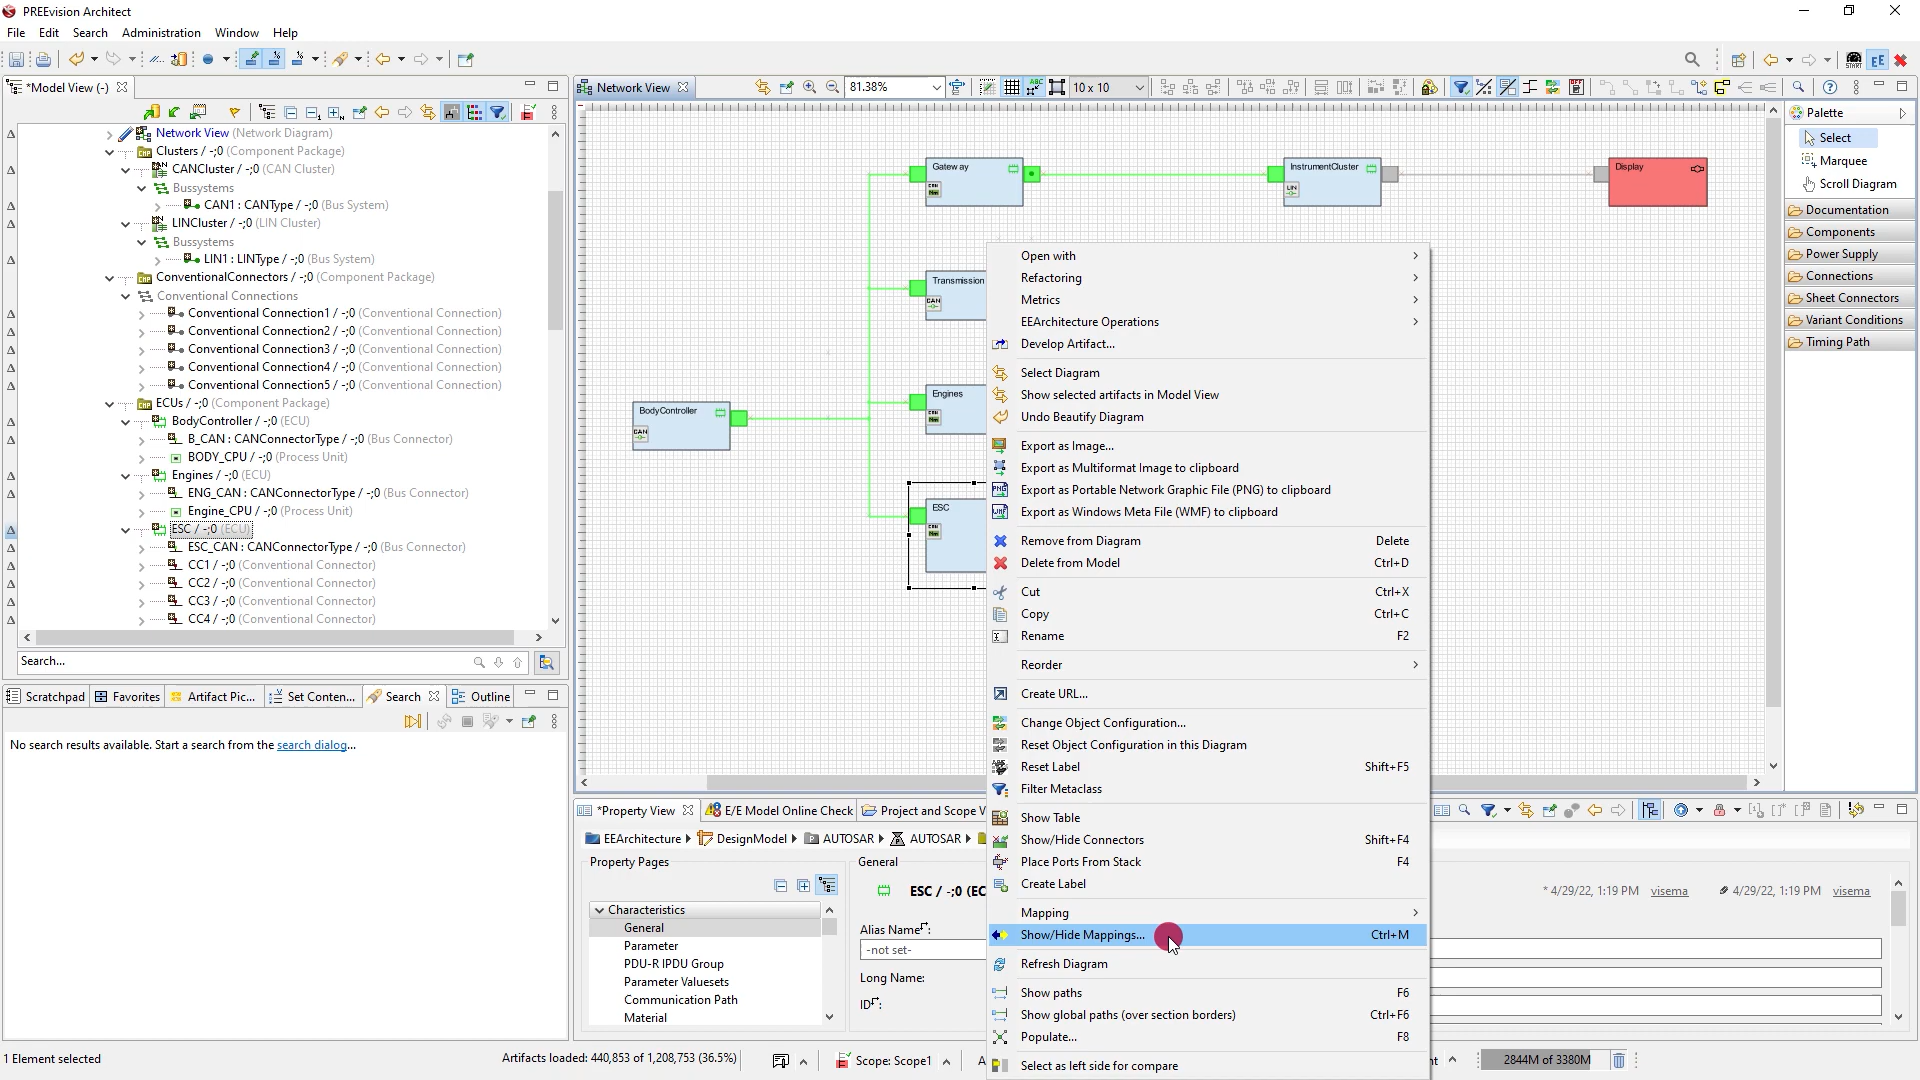 PREEvision Architect
File Edit Search Administration Window Help
*Model View (-)
Network View (Network Diagram)
Clusters / -;0 (Component Package)
CANCluster / -;0 (CAN Cluster)
Bussystems
CAN1 : CANType / -;0 (Bus System)
LINCluster / -;0 (LIN Cluster)
Bussystems
LIN1 : LINType / -;0 (Bus System)
ConventionalConnectors / -;0 (Component Package)
Conventional Connections
Conventional Connection1 / -;0 (Conventional Connection)
Conventional Connection2 / -;0 (Conventional Connection)
Conventional Connection3 / -;0 (Conventional Connection)
Conventional Connection4 / -;0 (Conventional Connection)
Conventional Connection5 / -;0 (Conventional Connection)
ECUs / -;0 (Component Package)
BodyController / -;0 (ECU)
B_CAN : CANConnectorType / -;0 (Bus Connector)
BODY_CPU / -;0 (Process Unit)
Engines / -;0 (ECU)
ENG_CAN : CANConnectorType / -;0 (Bus Connector)
Engine_CPU / -;0 (Process Unit)
ESC / -;0 (ECU)
ESC_CAN : CANConnectorType / -;0 (Bus Connector)
CC1 / -;0 (Conventional Connector)
CC2 / -;0 (Conventional Connector)
CC3 / -;0 (Conventional Connector)
CC4 / -;0 (Conventional Connector)
Search...
Scratchpad Favorites Artifact Pic... Set Conten... Search Outline
No search results available. Start a search from the search dialog...
Network View
81.38%
10 x 10
Gateway
InstrumentCluster
LIN
Display
Transmission
CAN
Engines
BodyController
CAN
ESC
Palette
Select
Marquee
Scroll Diagram
Documentation
Components
Power Supply
Connections
Sheet Connectors
Variant Conditions
Timing Path
Open with
Refactoring
Metrics
EEArchitecture Operations
Develop Artifact...
Select Diagram
Show selected artifacts in Model View
Undo Beautify Diagram
Export as Image...
Export as Multiformat Image to clipboard
Export as Portable Network Graphic File (PNG) to clipboard
Export as Windows Meta File (WMF) to clipboard
Remove from Diagram Delete
Delete from Model Ctrl+D
Cut Ctrl+X
Copy Ctrl+C
Rename F2
Reorder
Create URL...
Change Object Configuration...
Reset Object Configuration in this Diagram
Reset Label Shift+F5
Filter Metaclass
Show Table
Show/Hide Connectors Shift+F4
Place Ports From Stack F4
Create Label
Mapping
Show/Hide Mappings... Ctrl+M
Refresh Diagram
Show paths F6
Show global paths (over section borders) Ctrl+F6
Populate... F8
Select as left side for compare
*Property View E/E Model Online Check Project and Scope V
EEArchitecture DesignModel AUTOSAR AUTOSAR
Property Pages
Characteristics
General
Parameter
PDU-R IPDU Group
Parameter Valuesets
Communication Path
Material
General
ESC / -;0 (EC
* 4/29/22, 1:19 PM visema 4/29/22, 1:19 PM visema
Alias Name:
-not set-
Long Name:
ID:
1 Element selected
Artifacts loaded: 440,853 of 1,208,753 (36.5%)
Scope: Scope1
2844M of 3380M